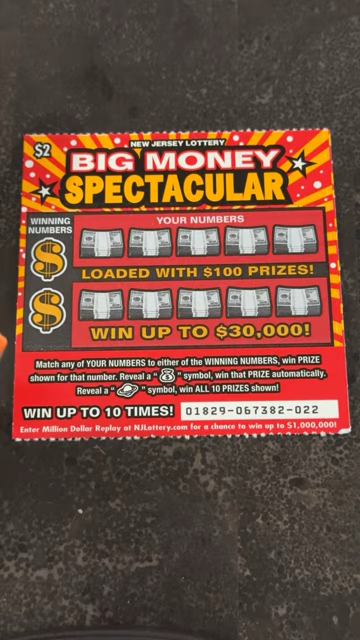 $2
NEW JERSEY LOTTERY
BIG MONEY
SPECTACULAR
WINNING
NUMBERS
YOUR NUMBERS
$
LOADED WITH $100 PRIZES!
$
WIN UP TO $30,000!
Match any of YOUR NUMBERS to either of the WINNING NUMBERS, win PRIZE
shown for that number. Reveal a " $ " symbol, win that PRIZE automatically.
Reveal a " " symbol, win ALL 10 PRIZES shown!
WIN UP TO 10 TIMES!
01829-067382-022
Enter Million Dollar Replay at NJLottery.com for a chance to win up to $1,000,000!